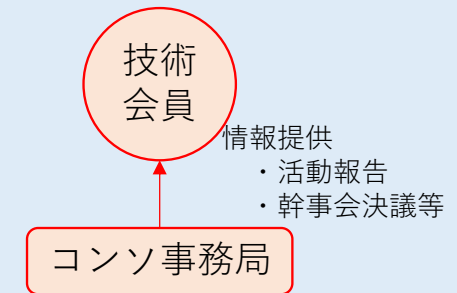 技術
会員
情報提供
・活動報告
・幹事会決議等
コンソ事務局